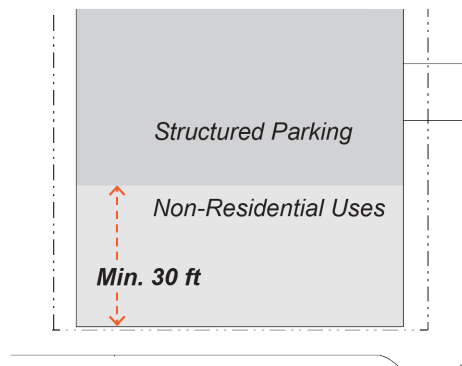 Structured Parking
Non-Residential Uses
Min. 30 ft